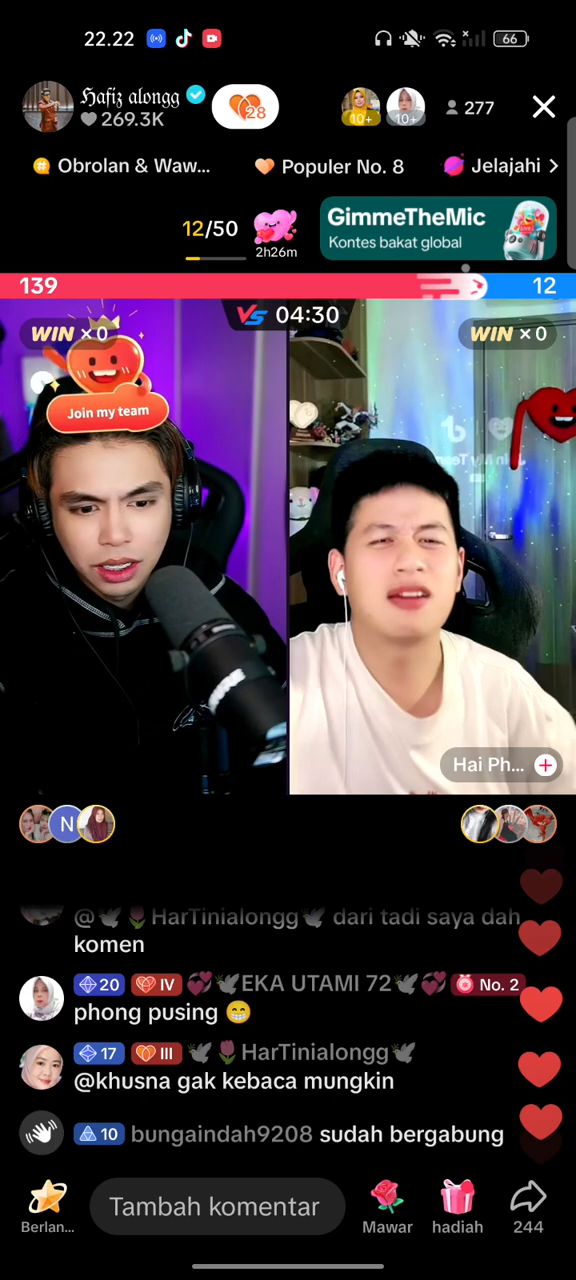 22.22
66
ℌ𝔞𝔣𝔦𝔷 𝔞𝔩𝔬𝔫𝔤𝔤
269.3K
28
10+
10+
277
Obrolan & Waw...
Populer No. 8
Jelajahi
12/50
2h26m
GimmeTheMic
Kontes bakat global
139
12
WIN × 0
VS 04:30
WIN × 0
Join my team
Hai Ph...
N
@🕊️🌷HarTinialongg🕊️ dari tadi saya dah
komen
20 IV 💞🕊️EKA UTAMI 72🕊️💞 No. 2
phong pusing 😁
17 III 🕊️🌷HarTinialongg🕊️
@khusna gak kebaca mungkin
10 bungaindah9208 sudah bergabung
Berlan...
Tambah komentar
Mawar
hadiah
244